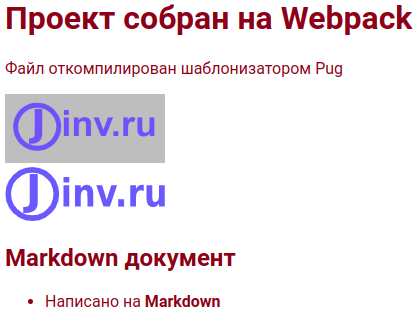 Проект собран на Webpack
Файл откомпилирован шаблонизатором Pug
Jinv.ru
Jinv.ru
Markdown документ
Написано на Markdown